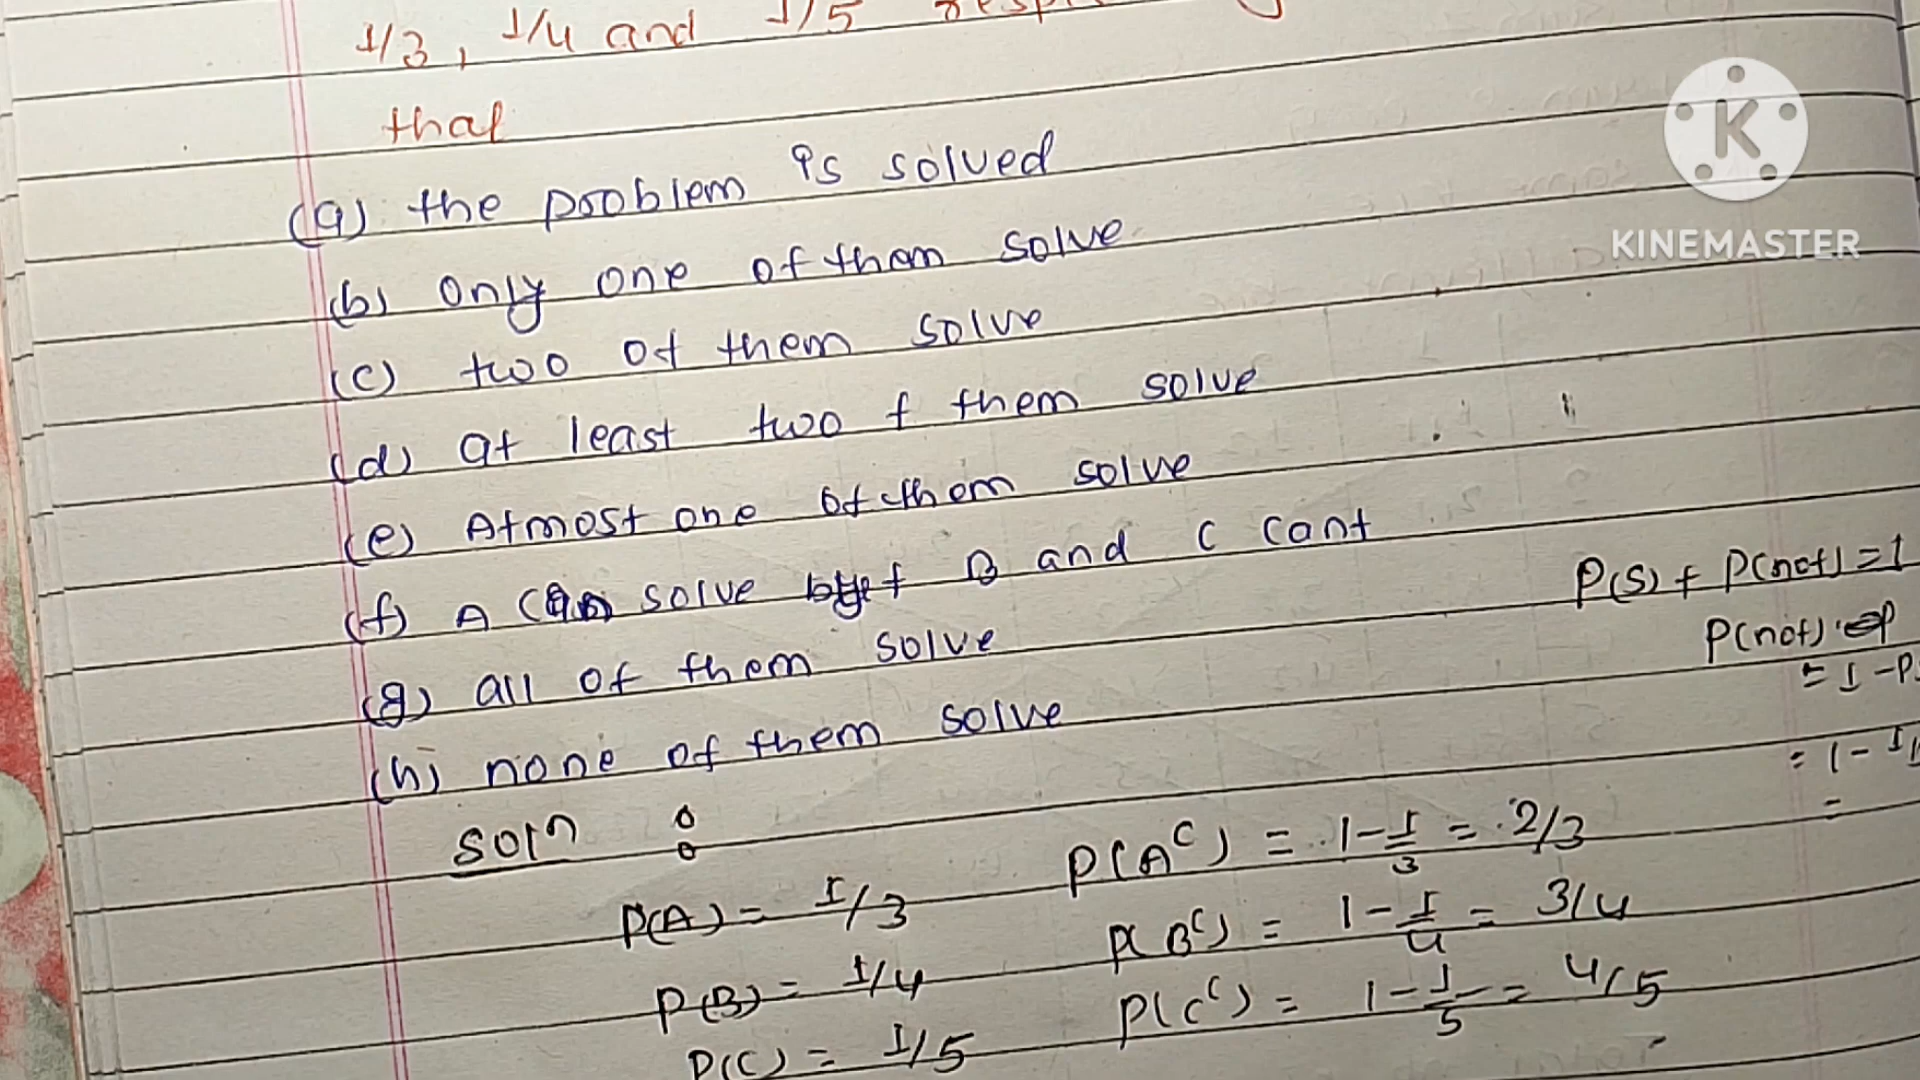 1/3, 1/4 and 1/5
that
(a) the problem is solved
(b) only one of them solve
(c) two of them solve
(d) at least two f them solve
(e) Atmost one of them solve
(f) A can solve but B and C cant
(g) all of them solve
(h) none of them solve
soln :
P(A) = 1/3
P(B) = 1/4
P(C) = 1/5
P(A^C) = 1 - 1/3 = 2/3
P(B^C) = 1 - 1/4 = 3/4
P(C^C) = 1 - 1/5 = 4/5
P(S) + P(not) = 1
P(not)
= 1 - P
= 1 -
=
K
KINEMASTER